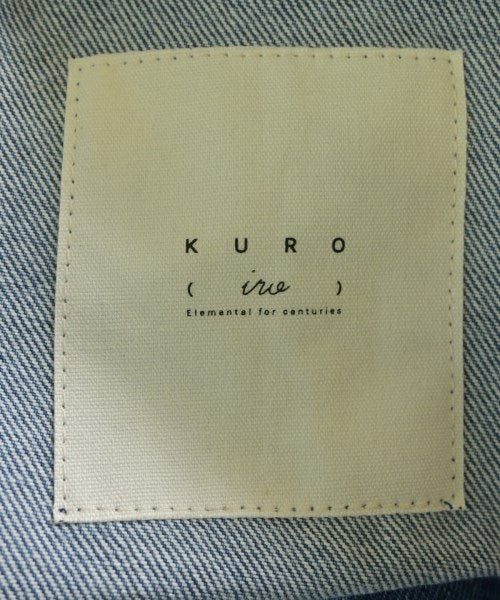 KURO
( iro )
Elemental for centuries